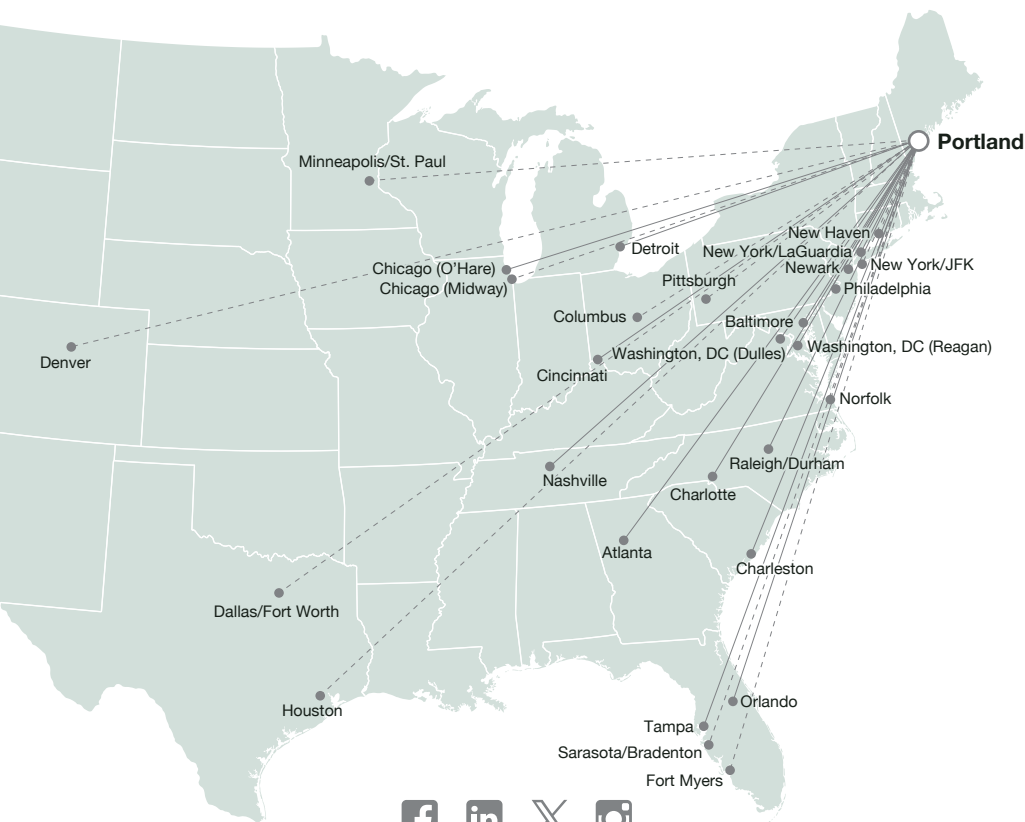 Portland
Minneapolis/St. Paul
New Haven
Detroit
New York/LaGuardia
Chicago (O'Hare)
Newark
New York/JFK
Pittsburgh
Chicago (Midway)
Philadelphia
Columbus
Baltimore
Washington, DC (Dulles)
Washington, DC (Reagan)
Denver
Cincinnati
Norfolk
Raleigh/Durham
Nashville
Charlotte
Atlanta
Charleston
Dallas/Fort Worth
Orlando
Houston
Tampa
Sarasota/Bradenton
Fort Myers